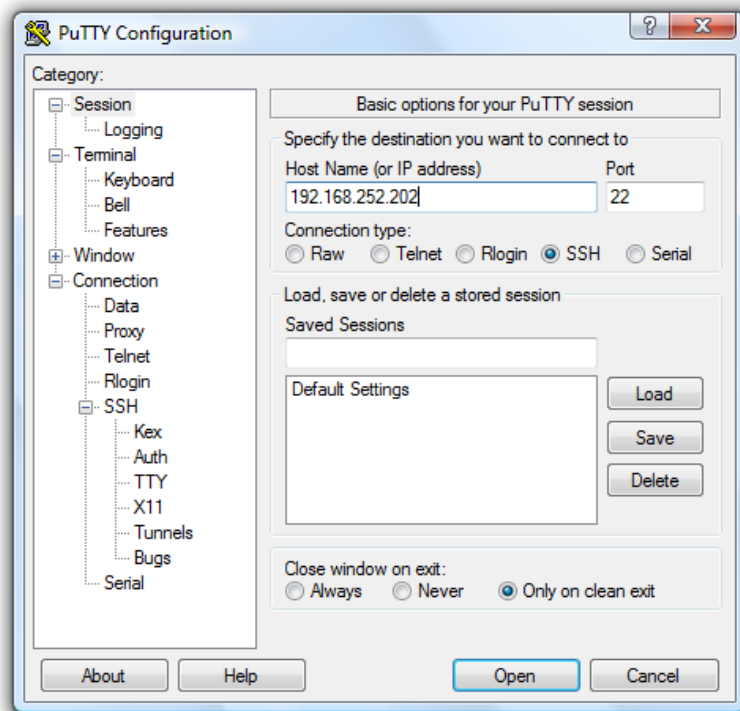 PuTTY Configuration
?
X
Category:
Session
Logging
Terminal
Keyboard
Bell
Features
Window
Connection
Data
Proxy
Telnet
Rlogin
SSH
Kex
Auth
TTY
X11
Tunnels
Bugs
Serial
Basic options for your PuTTY session
Specify the destination you want to connect to
Host Name (or IP address) Port
192.168.252.202 22
Connection type:
Raw Telnet Rlogin SSH Serial
Load, save or delete a stored session
Saved Sessions
Default Settings
Load
Save
Delete
Close window on exit:
Always Never Only on clean exit
About Help Open Cancel